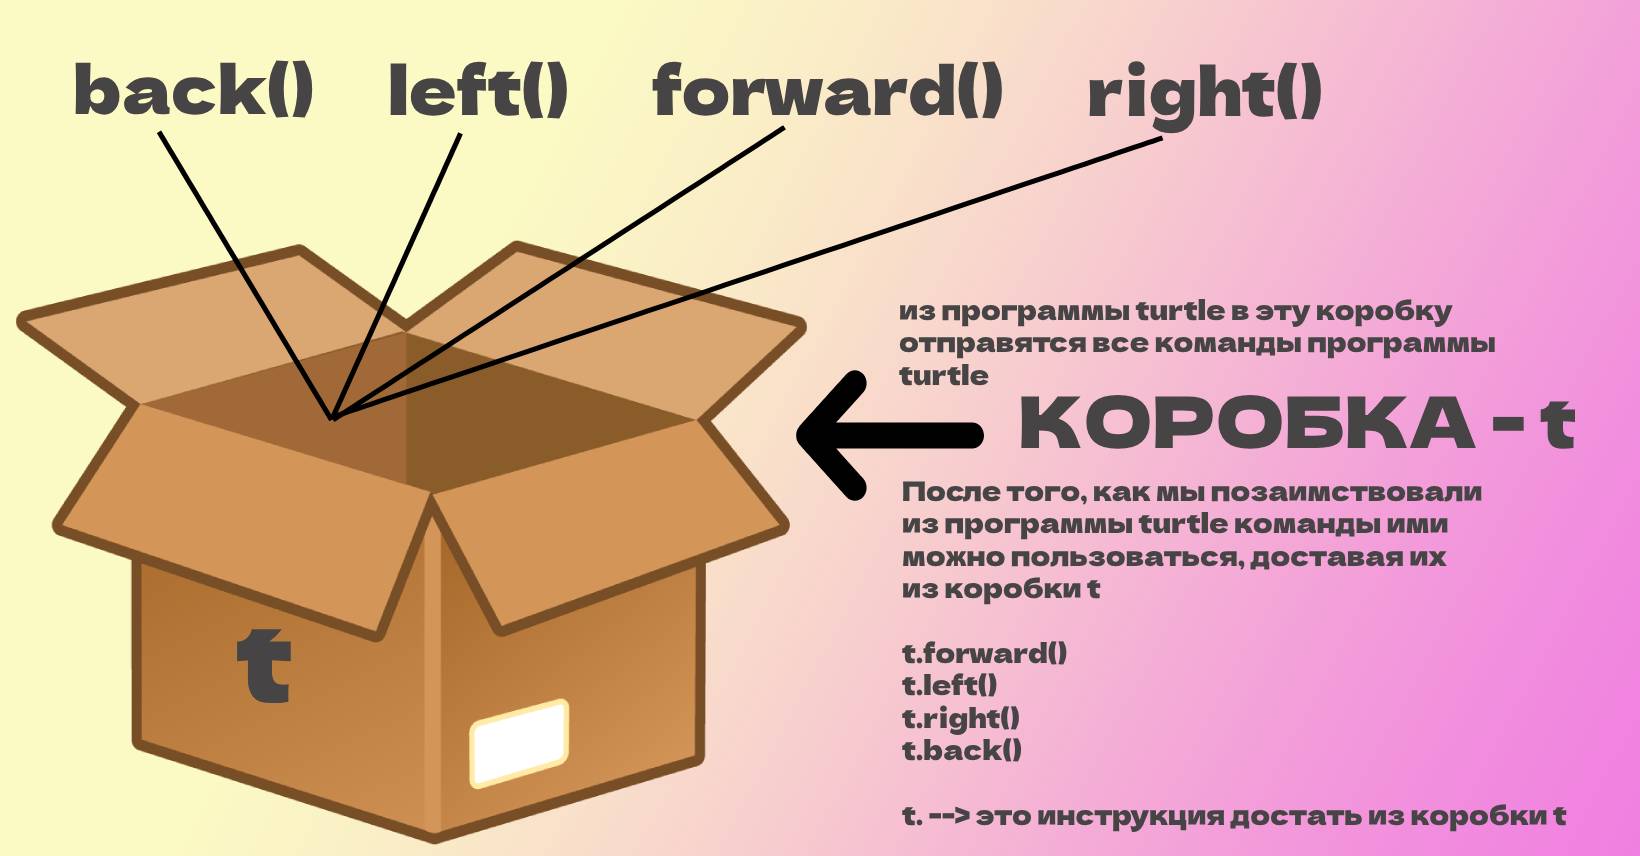 back() left() forward() right()
из программы turtle в эту коробку
отправятся все команды программы
turtle
КОРОБКА - t
После того, как мы позаимствовали
из программы turtle команды ими
можно пользоваться, доставая их
из коробки t
t.forward()
t.left()
t.right()
t.back()
t. --> это инструкция достать из коробки t
t